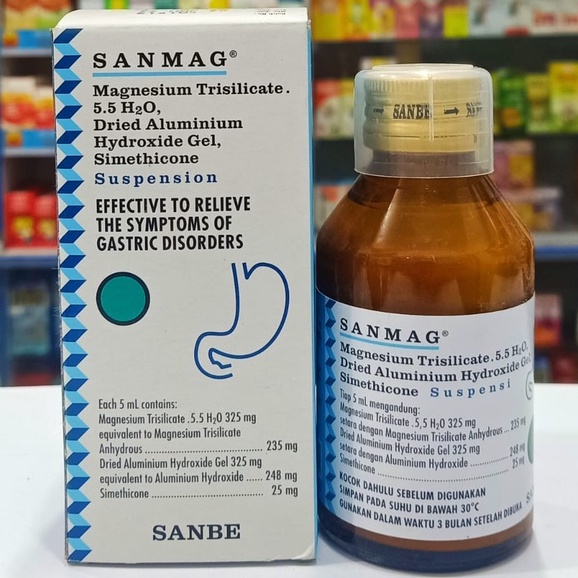 SANMAG®
Magnesium Trisilicate.
5.5 H₂O,
Dried Aluminium
Hydroxide Gel,
Simethicone
Suspension
EFFECTIVE TO RELIEVE
THE SYMPTOMS OF
GASTRIC DISORDERS
Each 5 mL contains:
Magnesium Trisilicate .5.5 H₂O 325 mg
equivalent to Magnesium Trisilicate
Anhydrous ........................ 235 mg
Dried Aluminium Hydroxide Gel 325 mg
equivalent to Aluminium Hydroxide ..... 248 mg
Simethicone ........................ 25 mg
SANBE
SANBE
SANMAG®
Magnesium Trisilicate.5.5 H₂O,
Dried Aluminium Hydroxide Gel
Simethicone Suspensi
Tiap 5 mL mengandung:
Magnesium Trisilicate .5,5 H₂O 325 mg
setara dengan Magnesium Trisilicate Anhydrous ... 235 mg
Dried Aluminium Hydroxide Gel 325 mg
setara dengan Aluminium Hydroxide ........... 248 mg
Simethicone ........................ 25 mg
KOCOK DAHULU SEBELUM DIGUNAKAN
SIMPAN PADA SUHU DI BAWAH 30°C
GUNAKAN DALAM WAKTU 3 BULAN SETELAH DIBUKA